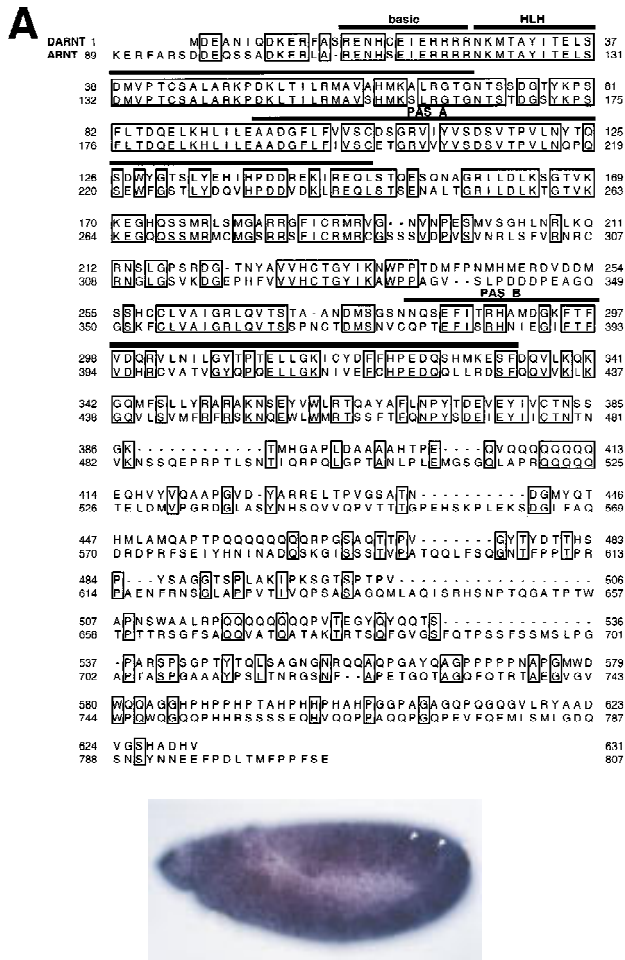 A
basic HLH
DARNT 1 MDEANIQDKERFASRENHCEIERRRRNKMTAYITELS 37
ARNT 89 KERFARSDDEQSSADKERLA-RENHSEIERRRRNKMTAYITELS 131
38 DMVPTCSALARKPDKLTILRMAVAHMKALRGTGNTSSDGTYKPS 81
132 DMVPTCSALARKPDKLTILRMAVSHMKSLRGTGNTSTDGSYKPS 175
PAS A
82 FLTDQELKHLILEAADGFLFVVSCDSGRVIYVSDSVTPVLNYTQ 125
176 FLTDQELKHLILEAADGFLFIVSCETGRVVYVSDSVTPVLNQPQ 219
126 SDWYGTSLYEHIHPDDREKIREQLSTQESQNAGRILDLKSGTVK 169
220 SEWFGSTLYDQVHPDDVDKLREQLSTSENALTGRILDLKTGTVK 263
170 KEGHQSSMRLSMGARRGFICRMRVG--NVNPESMVSGHLNRLKQ 211
264 KEGQQSSMRMCMGSRRSFICRMRCGSSSVDPVSVNRLSFVRNRC 307
212 RNSLGPSRDG-TNYAVVHCTGYIKNWPPTDMFPNMHMERDVDDM 254
308 RNGLGSVKDGEPHFVVVHCTGYIKAWPPAGV--SLPDDDPEAGQ 349
PAS B
255 SSHCCLVAIGRLQVTSTA-ANDMSGSNNQSEFITRHAMDGKFTF 297
350 GSKFCLVAIGRLQVTSSPNCTDMSNVCQPTEFISRHNIEGIFTF 393
298 VDQRVLNILGYTPTELLGKICYDFFHPEDQSHMKESFDQVLKQK 341
394 VDHRCVATVGYQPQELLGKNIVEFCHPEDQQLLRDSFQQVVKLK 437
342 GQMFSLLYRARAKNSEYVWLRTQAYAFLNPYTDEVEYIVCTNSS 385
438 GQVLSVMFRFRSKNQEWLWMRTSSFTFQNPYSDEIEYIICTNTN 481
386 GK------------TMHGAPLDAAAAHTPE----QVQQQQQQQQ 413
482 VKNSSQEPRPTLSNTIQRPQLGPTANLPLEMGSGQLAPRQQQQQ 525
414 EQHVYVQAAPGVD-YARRELTPVGSATN----------DGMYQT 446
526 TELDMVPGRDGLASYNHSQVVQPVTTTGPEHSKPLEKSDGLFAQ 569
447 HMLAMQAPTPQQQQQQQQRPGSAQTTPV-------GYTYDTTHS 483
570 DRDPRFSEIYHNINADQSKGISSSTVPATQQLFSQGNTFPPTPR 613
484 P---YSAGGTSPLAKIPKSGTSPTPV------------------ 506
614 PAENFRNSGLAPPVTIVQPSASAGQMLAQISRHSNPTQGATPTW 657
507 APNSWAALRPQQQQQQQQPVTEGYQYQQTS-------------- 536
658 TPTTRSGFSAQQVATQATAKTRTSQFGVGSFQTPSSFSSMSLPG 701
537 -PARSPSGPTYTQLSAGNGNRQQAQPGAYQAGPPPPPNAPGMWD 579
702 APTASPGAAAYPSLTNRGSNF--APETGQTAGQFQTRTAEGVGV 743
580 WQQAGGHPHPPHPTAHPHHPHAHPGGPAGAGQPQGQGVLRYAAD 623
744 WPQWQGQQPHHRSSSSEQHVQQPPAQQPGQPEVFQEMLSMLGDQ 787
624 VGSHADHV 631
788 SNSYNNEEFPDLTMFPPFSE 807